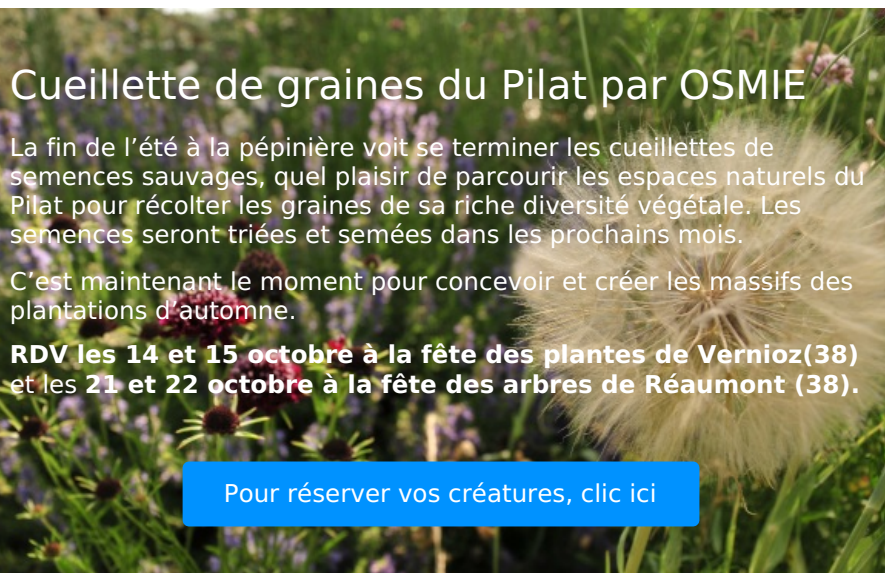 Cueillette de graines du Pilat par OSMIE
La fin de l’été à la pépinière voit se terminer les cueillettes de
semences sauvages, quel plaisir de parcourir les espaces naturels du
Pilat pour récolter les graines de sa riche diversité végétale. Les
semences seront triées et semées dans les prochains mois.
C’est maintenant le moment pour concevoir et créer les massifs des
plantations d’automne.
RDV les 14 et 15 octobre à la fête des plantes de Vernioz(38)
et les 21 et 22 octobre à la fête des arbres de Réaumont (38).
Pour réserver vos créatures, clic ici